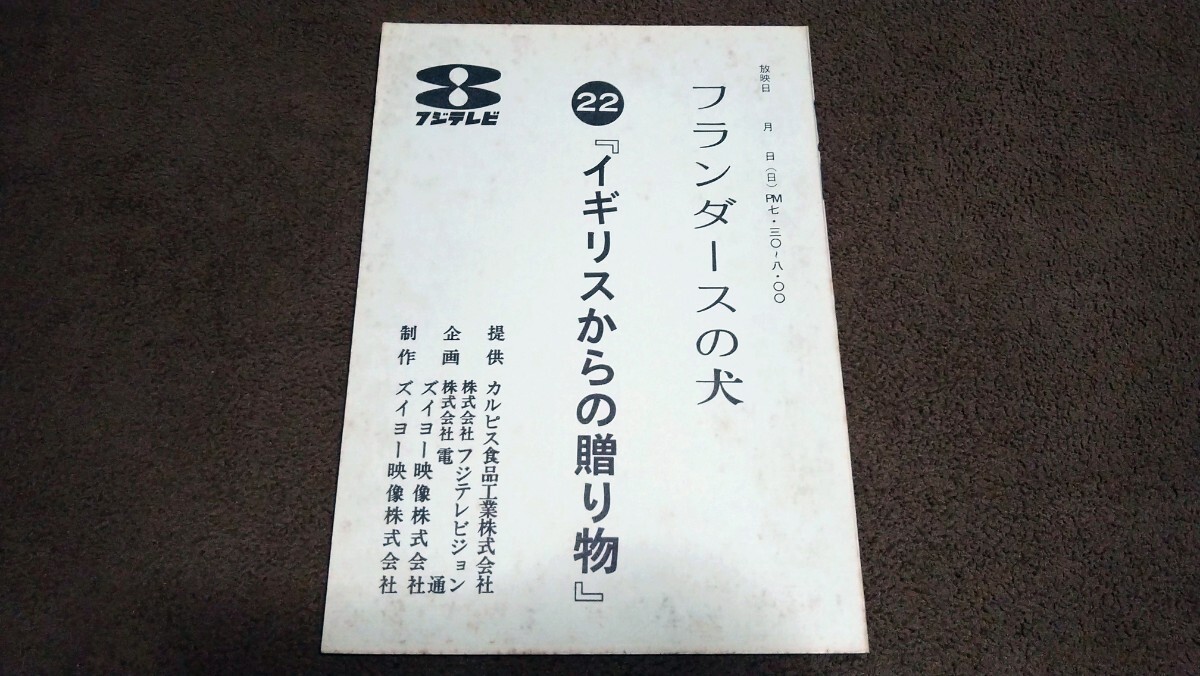 放映日　　月　　日（日）PM七・三〇～八・〇〇
フランダースの犬
22『イギリスからの贈り物』
提供　カルピス食品工業株式会社
企画　株式会社フジテレビジョン
株式会社電通
ズイヨー映像株式会社
制作　ズイヨー映像株式会社
8
フジテレビ